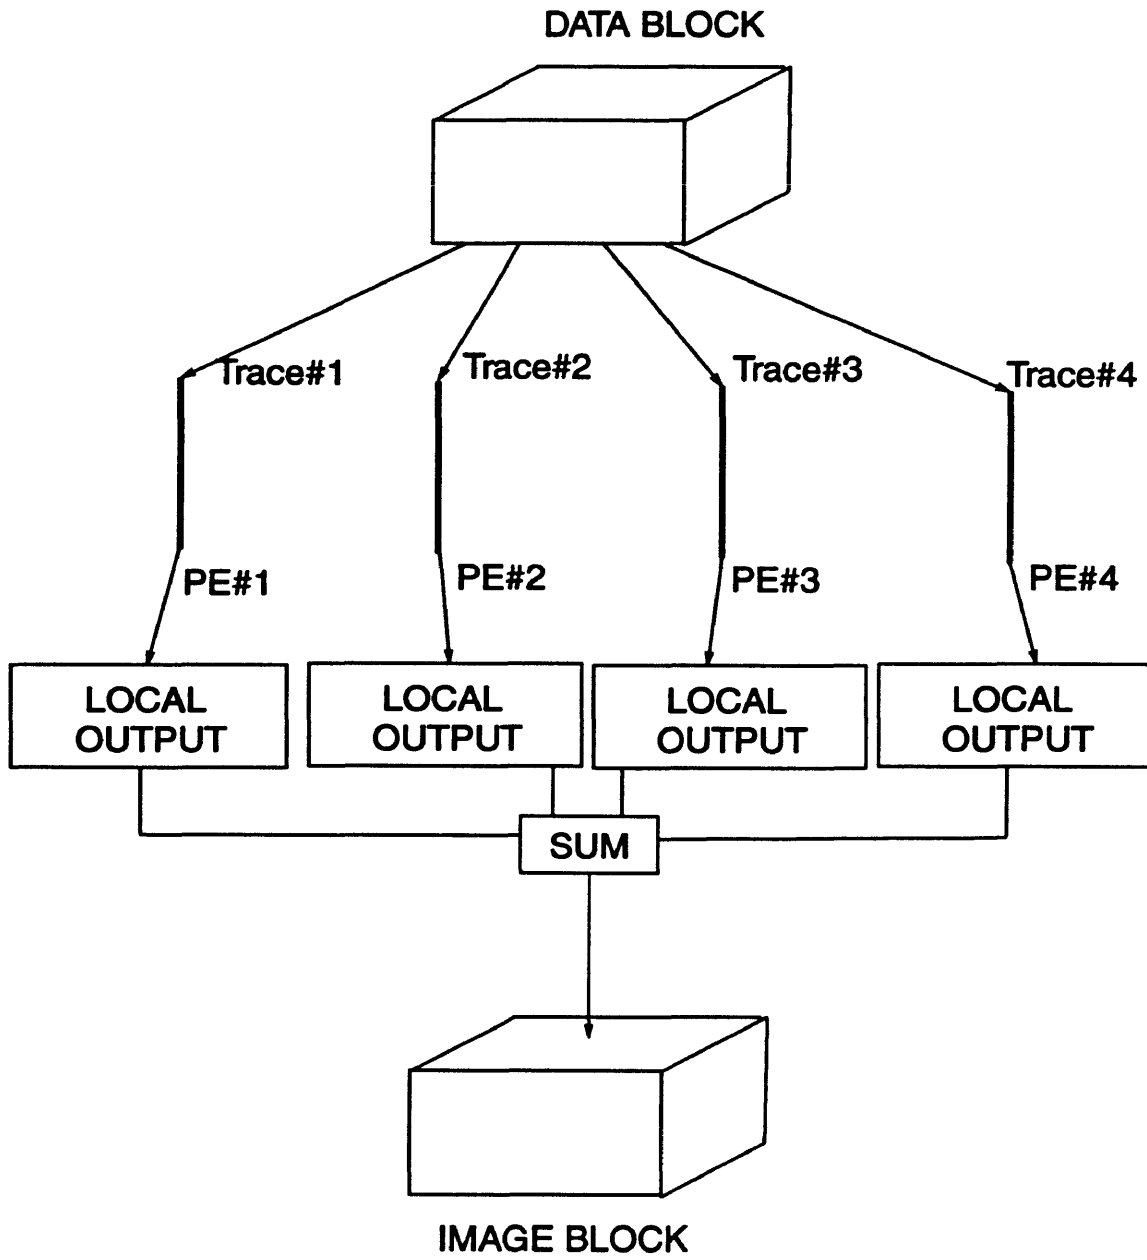 DATA BLOCK
Trace#1
Trace#2
Trace#3
Trace#4
PE#1
PE#2
PE#3
PE#4
LOCAL
OUTPUT
LOCAL
OUTPUT
LOCAL
OUTPUT
LOCAL
OUTPUT
SUM
IMAGE BLOCK